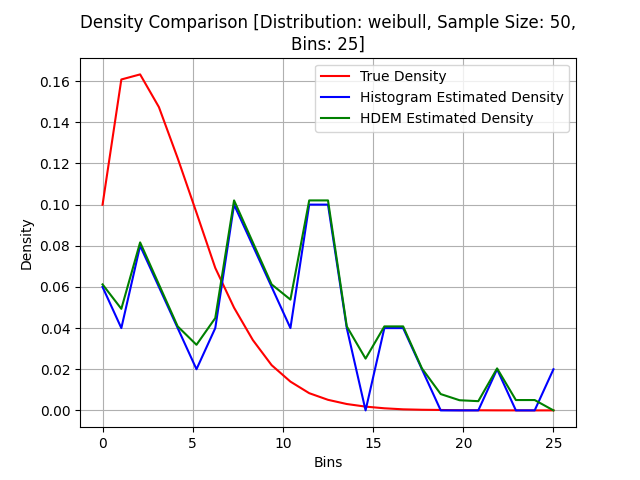 Density Comparison [Distribution: weibull, Sample Size: 50,
Bins: 25]
True Density
Histogram Estimated Density
HDEM Estimated Density
Density
0.16
0.14
0.12
0.10
0.08
0.06
0.04
0.02
0.00
0 5 10 15 20 25
Bins